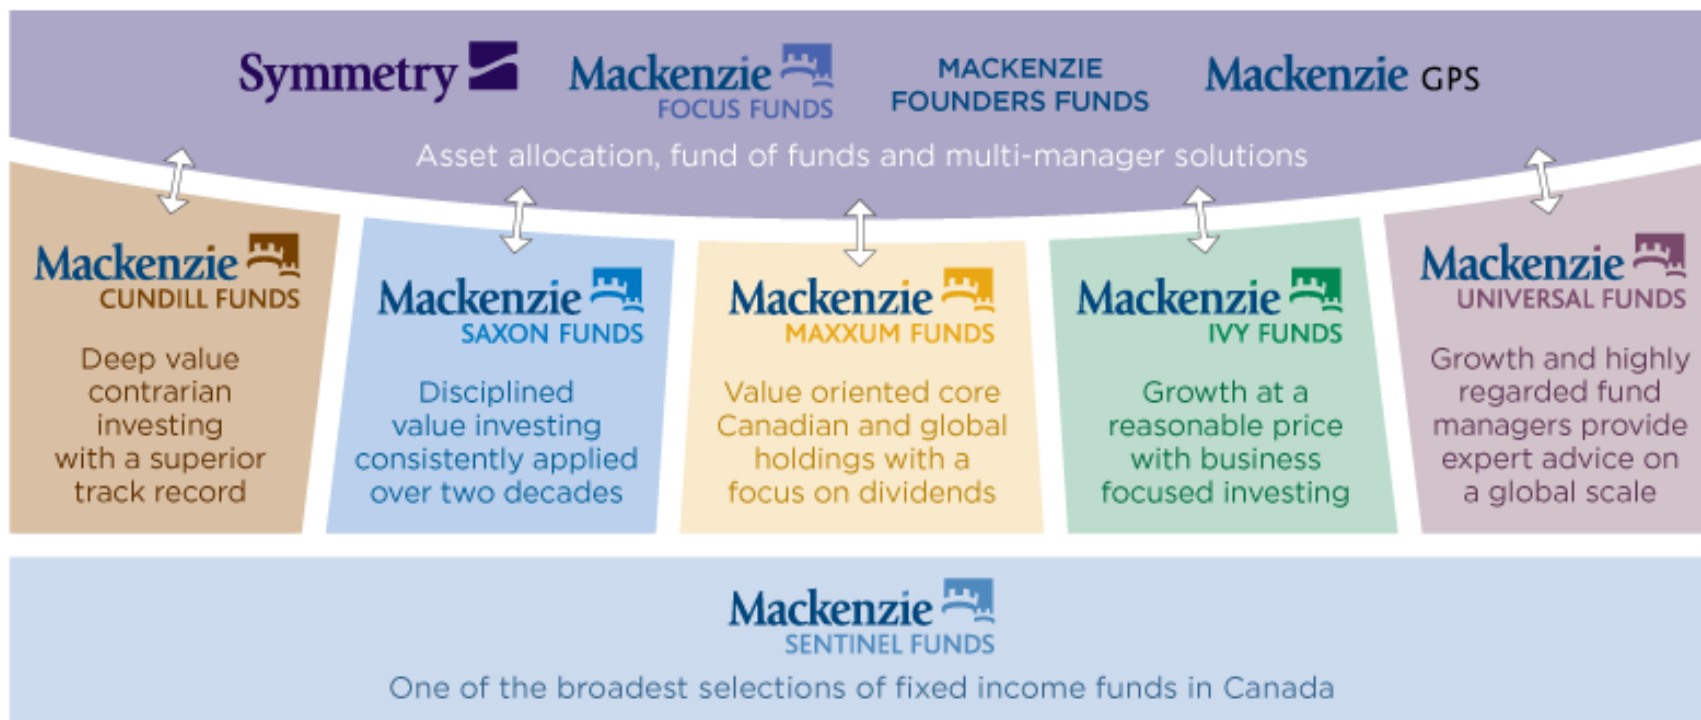 Symmetry
Mackenzie
FOCUS FUNDS
MACKENZIE
FOUNDERS FUNDS
Mackenzie GPS
Asset allocation, fund of funds and multi-manager solutions
Mackenzie
CUNDILL FUNDS
Deep value
contrarian
investing
with a superior
track record
Mackenzie
SAXON FUNDS
Disciplined
value investing
consistently applied
over two decades
Mackenzie
MAXXUM FUNDS
Value oriented core
Canadian and global
holdings with a
focus on dividends
Mackenzie
IVY FUNDS
Growth at a
reasonable price
with business
focused investing
Mackenzie
UNIVERSAL FUNDS
Growth and highly
regarded fund
managers provide
expert advice on
a global scale
Mackenzie
SENTINEL FUNDS
One of the broadest selections of fixed income funds in Canada